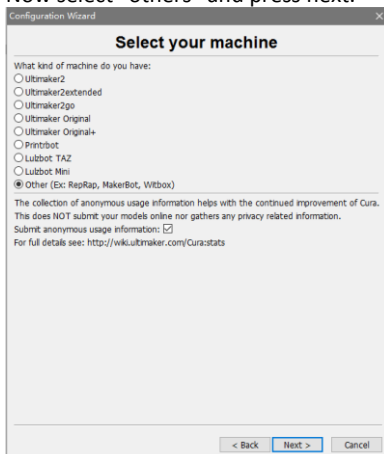 Now select "others" and press next.
Configuration Wizard
Select your machine
What kind of machine do you have:
Ultimaker2
Ultimaker2extended
Ultimaker2go
Ultimaker Original
Ultimaker Original+
Printrbot
Lulzbot TAZ
Lulzbot Mini
Other (Ex: RepRap, MakerBot, Witbox)
The collection of anonymous usage information helps with the continued improvement of Cura.
This does NOT submit your models online nor gathers any privacy related information.
Submit anonymous usage information:
For full details see: http://wiki.ultimaker.com/Cura:stats
< Back Next > Cancel